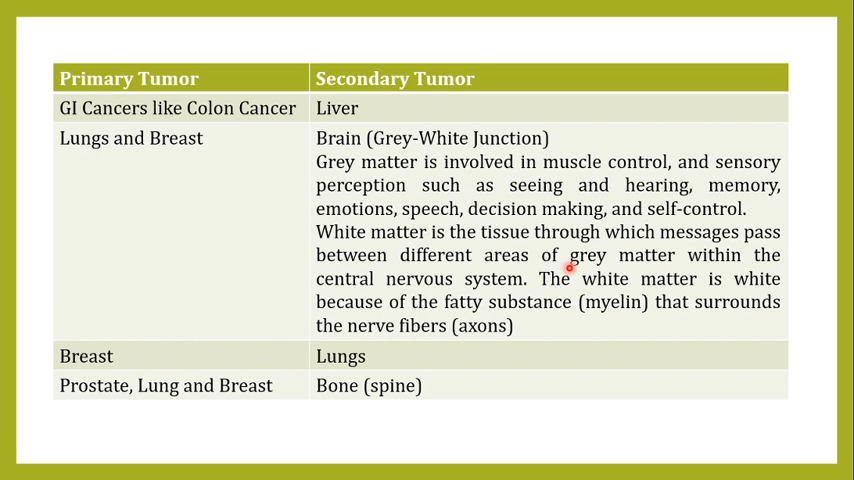 Primary Tumor
Secondary Tumor
GI Cancers like Colon Cancer
Liver
Lungs and Breast
Brain (Grey-White Junction)
Grey matter is involved in muscle control, and sensory
perception such as seeing and hearing, memory,
emotions, speech, decision making, and self-control.
White matter is the tissue through which messages pass
between different areas of grey matter within the
central nervous system. The white matter is white
because of the fatty substance (myelin) that surrounds
the nerve fibers (axons)
Breast
Lungs
Prostate, Lung and Breast
Bone (spine)